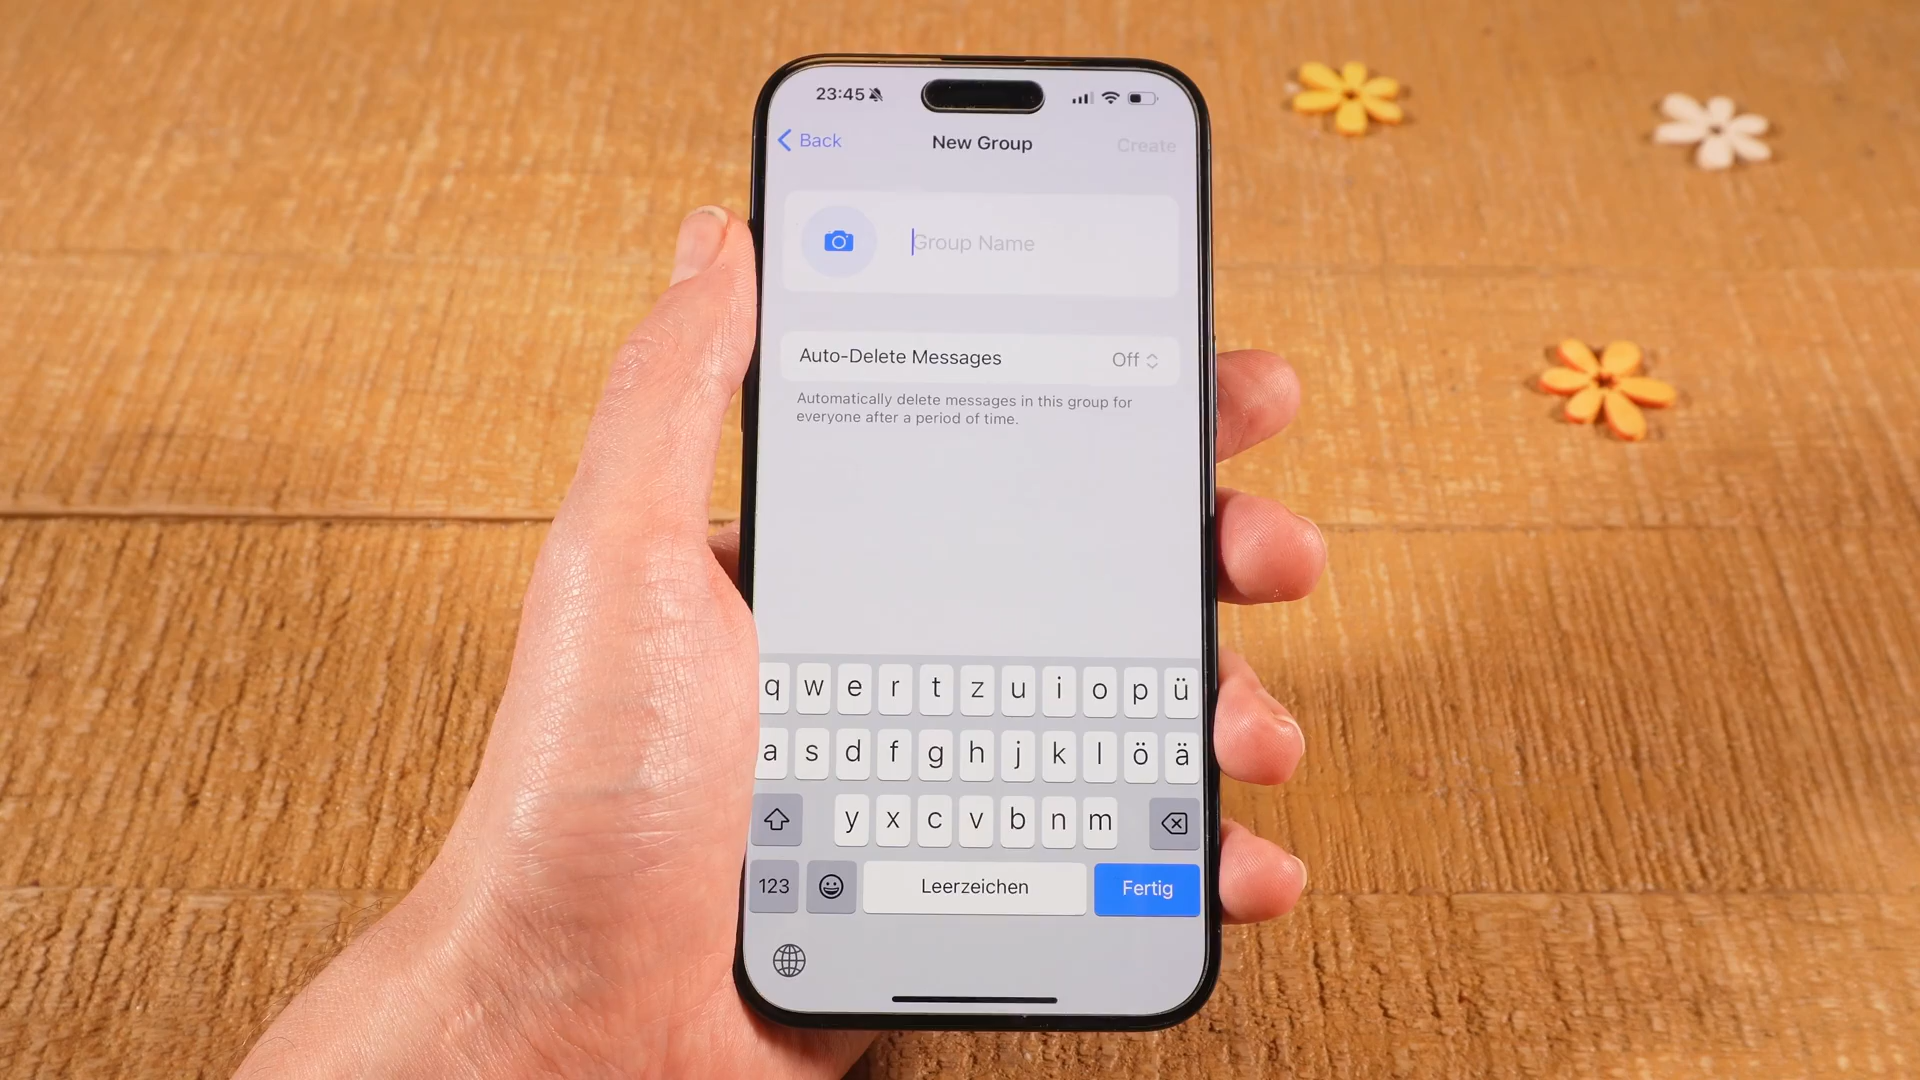 23:45
Back New Group Create
Group Name
Auto-Delete Messages Off
Automatically delete messages in this group for
everyone after a period of time.
q w e r t z u i o p ü
a s d f g h j k l ö ä
y x c v b n m
123 Leerzeichen Fertig